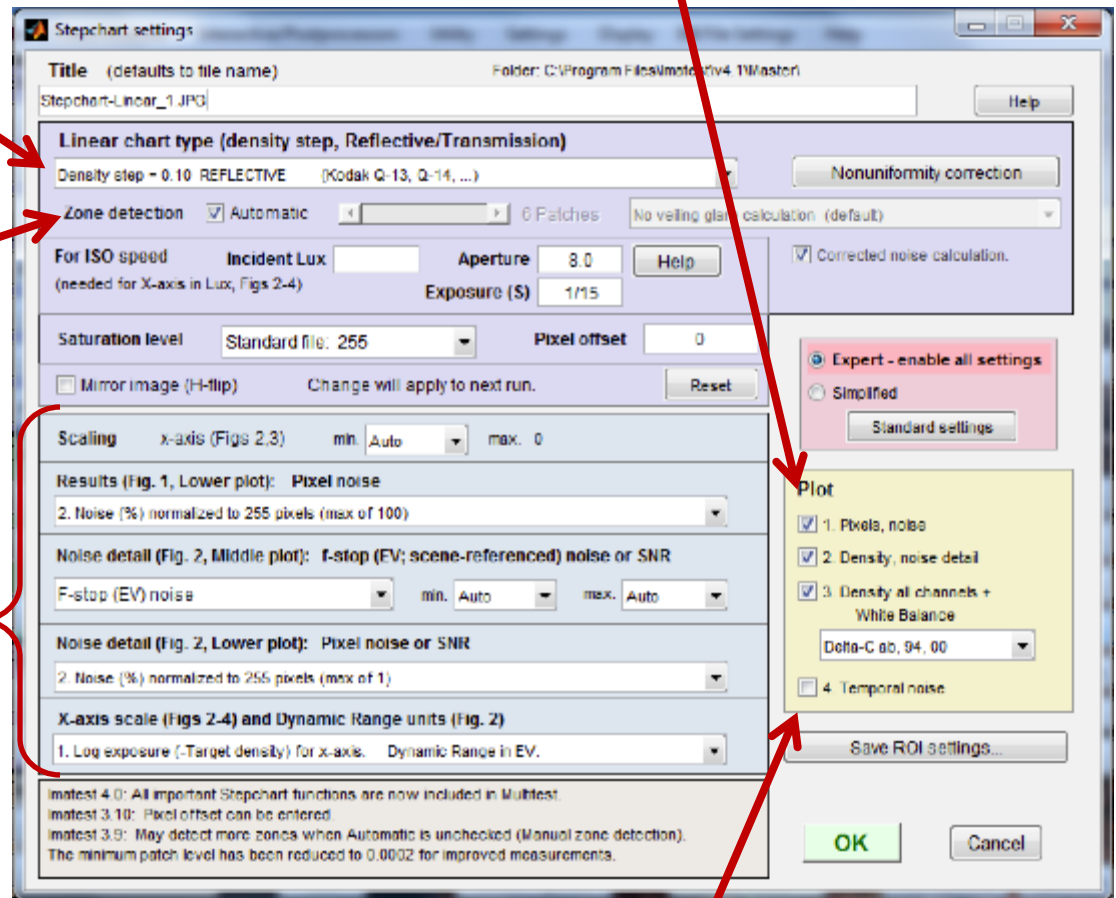 Stepchart settings
Title (defaults to file name)
Folder: C:\Program Files\Imatest\v4.1\Master\
Stepchart-Linear_1.JPG
Help
Linear chart type (density step, Reflective/Transmission)
Density step = 0.10 REFLECTIVE (Kodak Q-13, Q-14, ...)
Nonuniformity correction
Zone detection Automatic 6 Patches No veiling glare calculation (default)
For ISO speed Incident Lux Aperture 8.0 Help Corrected noise calculation.
(needed for X-axis in Lux, Figs 2-4) Exposure (S) 1/15
Saturation level Standard file: 255 Pixel offset 0
Mirror image (H-flip) Change will apply to next run. Reset
Expert - enable all settings
Simplified
Standard settings
Scaling x-axis (Figs 2,3) min. Auto max. 0
Results (Fig. 1, Lower plot): Pixel noise
2. Noise (%) normalized to 255 pixels (max of 100)
Noise detail (Fig. 2, Middle plot): f-stop (EV; scene-referenced) noise or SNR
F-stop (EV) noise min. Auto max. Auto
Noise detail (Fig. 2, Lower plot): Pixel noise or SNR
2. Noise (%) normalized to 255 pixels (max of 1)
X-axis scale (Figs 2-4) and Dynamic Range units (Fig. 2)
1. Log exposure (-Target density) for x-axis. Dynamic Range in EV.
Plot
1. Pixels, noise
2. Density, noise detail
3. Density all channels +
White Balance
Delta-C ab, 94, 00
4. Temporal noise
Save ROI settings...
Imatest 4.0: All important Stepchart functions are now included in Multitest.
Imatest 3.10: Pixel offset can be entered.
Imatest 3.9: May detect more zones when Automatic is unchecked (Manual zone detection).
The minimum patch level has been reduced to 0.0002 for improved measurements.
OK
Cancel